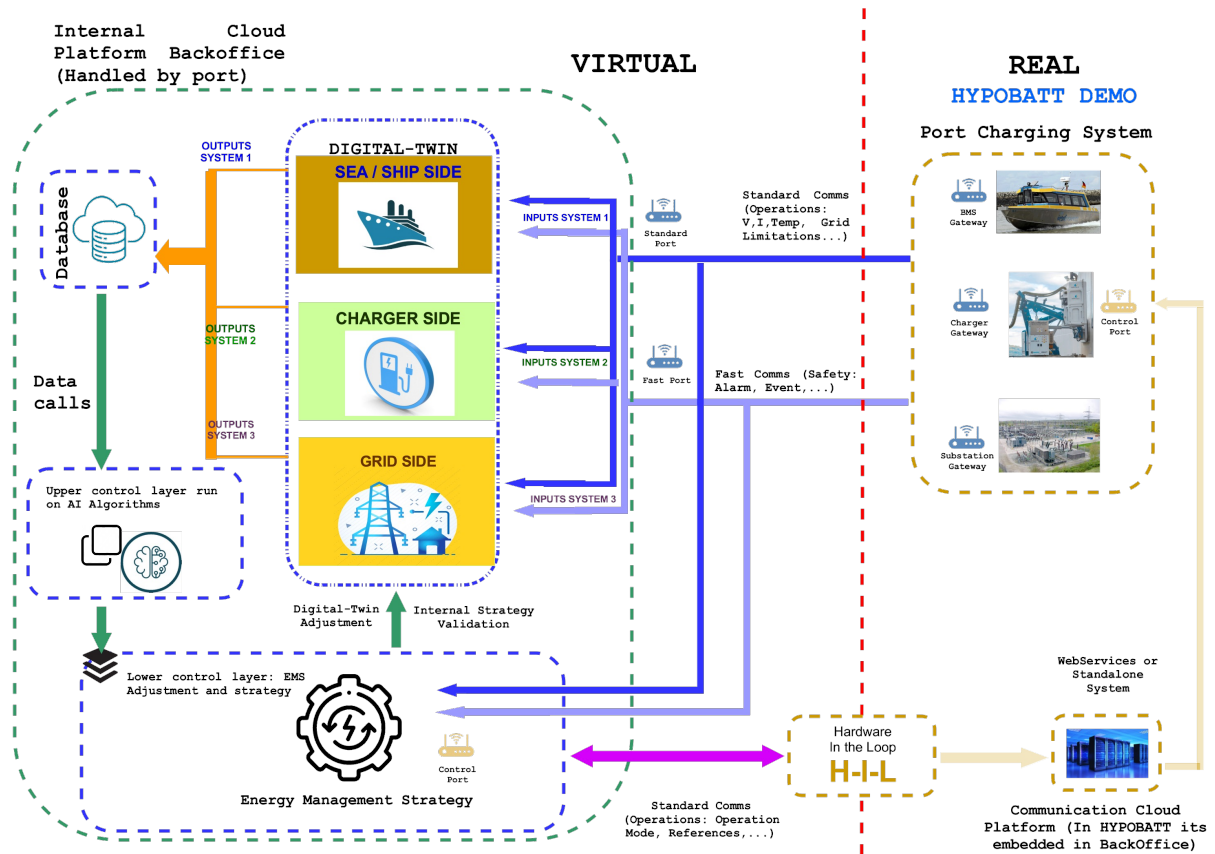 Internal Cloud
Platform Backoffice
(Handled by port)
VIRTUAL
REAL
HYPOBATT DEMO
Port Charging System
OUTPUTS
SYSTEM 1
DIGITAL-TWIN
SEA / SHIP SIDE
Database
INPUTS SYSTEM 1
Standard
Port
Standard Comms
(Operations:
V,I,Temp, Grid
Limitations...)
BMS
Gateway
OUTPUTS
SYSTEM 2
CHARGER SIDE
INPUTS SYSTEM 2
Fast Port
Charger
Gateway
Control
Port
Fast Comms (Safety:
Alarm, Event,...)
Data
calls
OUTPUTS
SYSTEM 3
GRID SIDE
INPUTS SYSTEM 3
Substation
Gateway
Upper control layer run
on AI Algorithms
Digital-Twin
Adjustment
Internal Strategy
Validation
Lower control layer: EMS
Adjustment and strategy
Control
Port
Energy Management Strategy
WebServices or
Standalone
System
Hardware
In the Loop
H-I-L
Standard Comms
(Operations: Operation
Mode, References,...)
Communication Cloud
Platform (In HYPOBATT its
embedded in BackOffice)